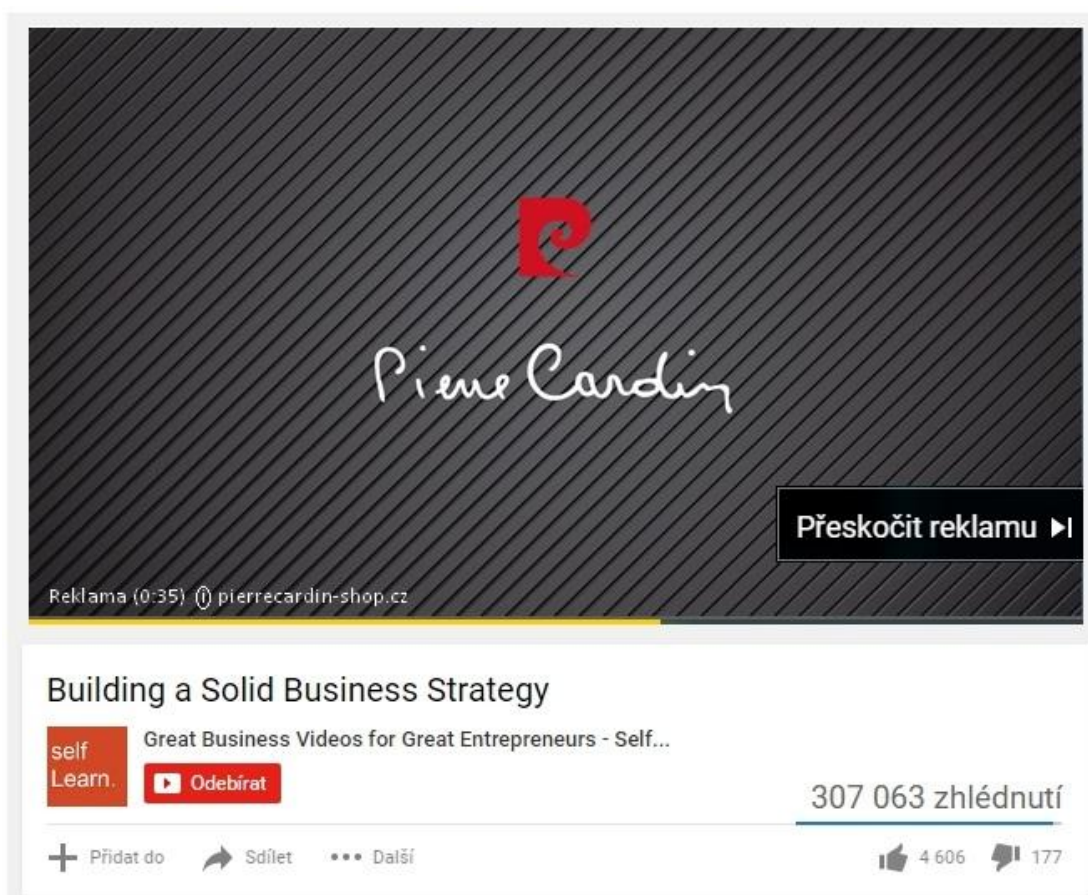 Pierre Cardin
Přeskočit reklamu
Reklama (0:35) pierrecardin-shop.cz
Building a Solid Business Strategy
self
Learn.
Great Business Videos for Great Entrepreneurs - Self...
Odebírat
307 063 zhlédnutí
Přidat do
Sdílet
Další
4 606
177